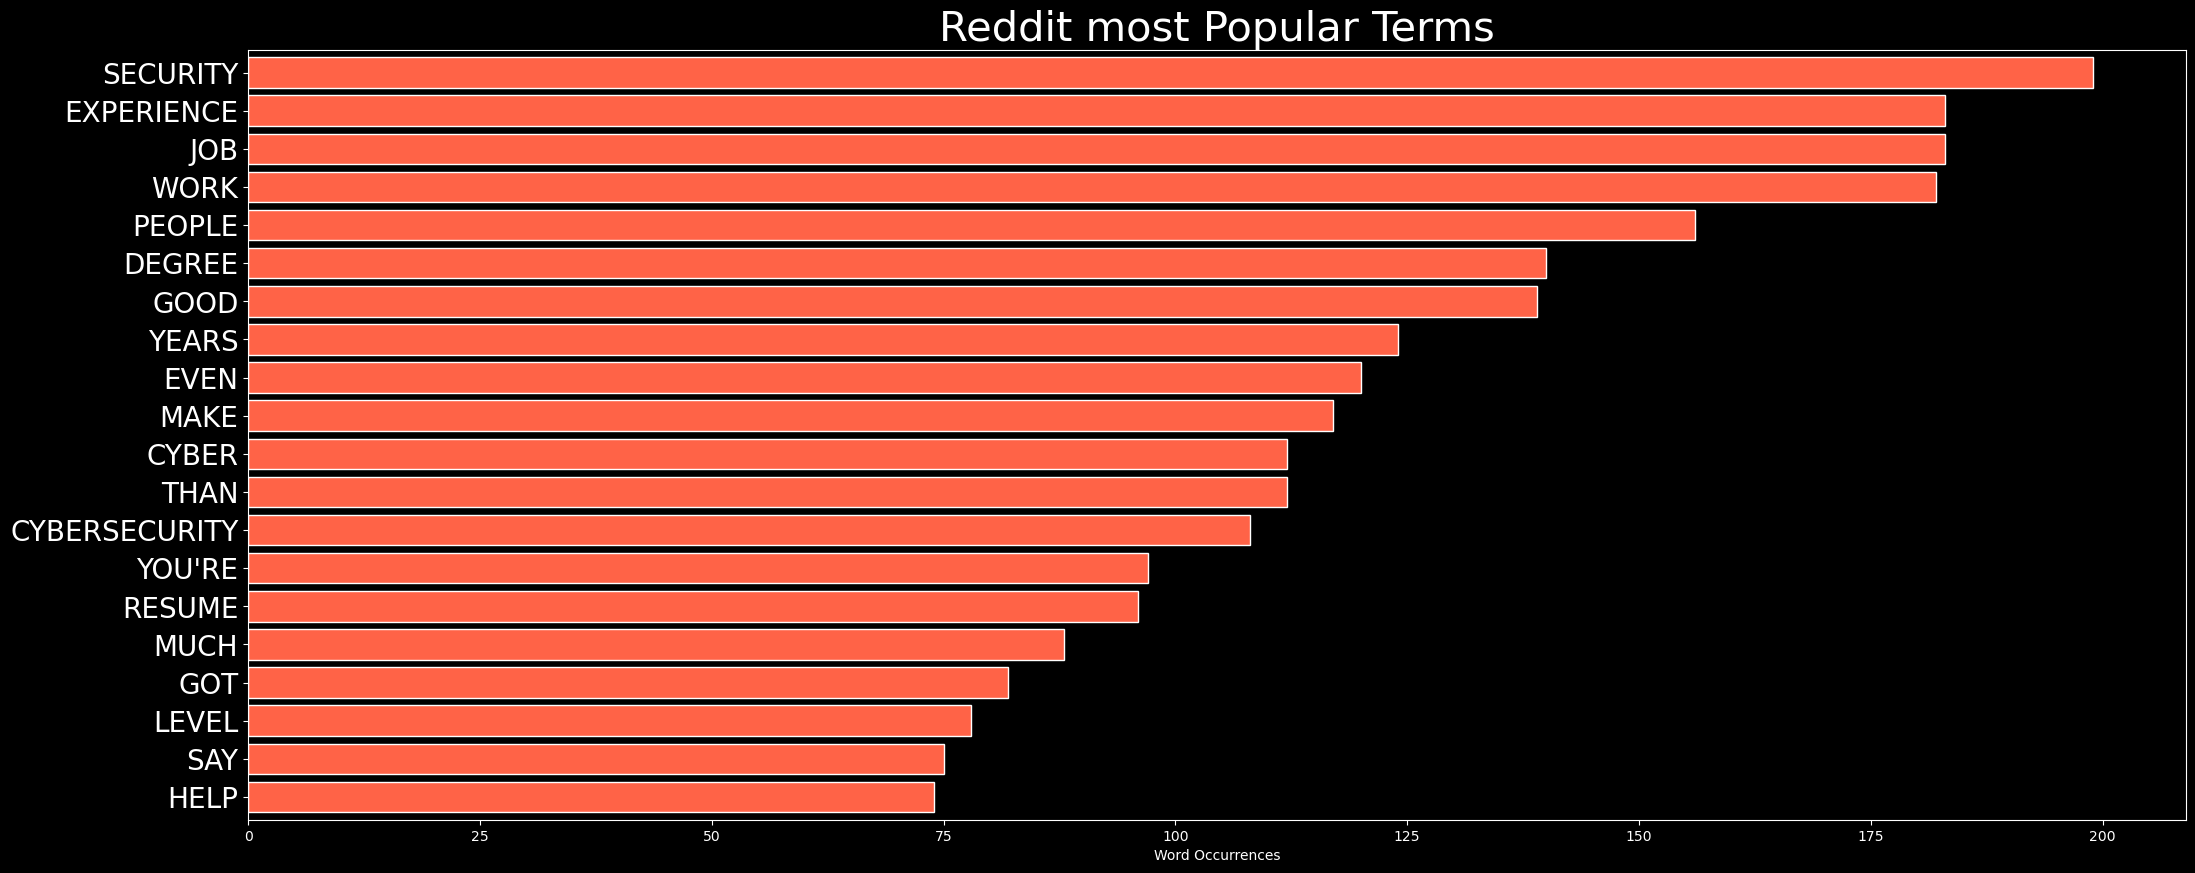 Reddit most Popular Terms
SECURITY
EXPERIENCE
JOB
WORK
PEOPLE
DEGREE
GOOD
YEARS
EVEN
MAKE
CYBER
THAN
CYBERSECURITY
YOU'RE
RESUME
MUCH
GOT
LEVEL
SAY
HELP
0 25 50 75 100 125 150 175 200
Word Occurrences